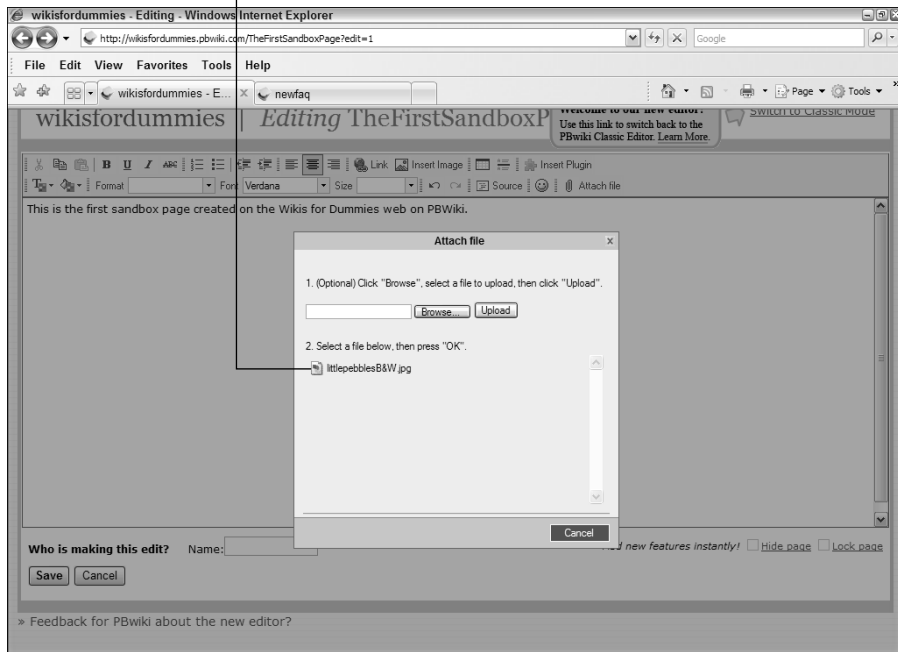 wikisfordummies - Editing - Windows Internet Explorer
http://wikisfordummies.pbwiki.com/TheFirstSandboxPage?edit=1
Google
File Edit View Favorites Tools Help
wikisfordummies - E... newfaq Page Tools
wikisfordummies | Editing TheFirstSandboxP
Welcome to our new editor!
Use this link to switch back to the
PBwiki Classic Editor. Learn More.
Switch to Classic Mode
B U I ABC Link Insert Image Insert Plugin
Format Font Verdana Size Source Attach file
This is the first sandbox page created on the Wikis for Dummies web on PBWiki.
Attach file x
1. (Optional) Click "Browse", select a file to upload, then click "Upload".
Browse... Upload
2. Select a file below, then press "OK".
littlepebblesB&W.jpg
Cancel
Who is making this edit? Name: new features instantly! Hide page Lock page
Save Cancel
» Feedback for PBwiki about the new editor?